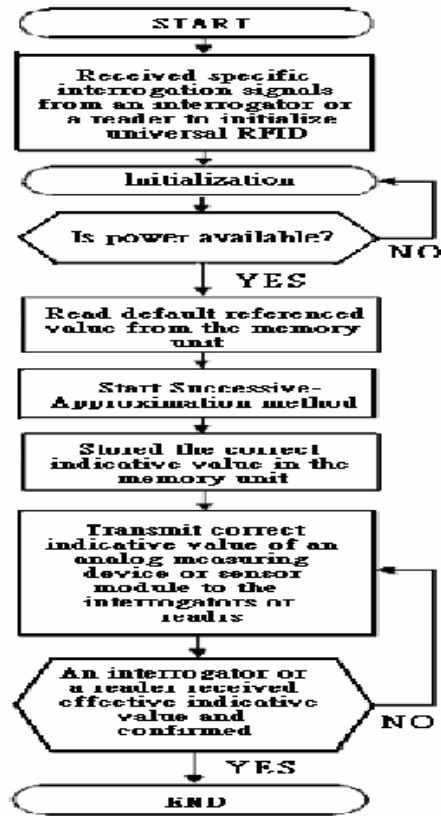 START
Received specific
interrogation signals
from an interrogator or
a reader to initialize
universal RFID
Initialization
Is power available?
NO
YES
Read default referenced
value from the memory
unit
Start Successive-
Approximation method
Stored the correct
indicative value in the
memory unit
Transmit correct
indicative value of an
analog measuring
device or sensor
module to the
interrogators or
readrs
An interrogator or
a reader received
effective indicative
value and
confirmed
NO
YES
END